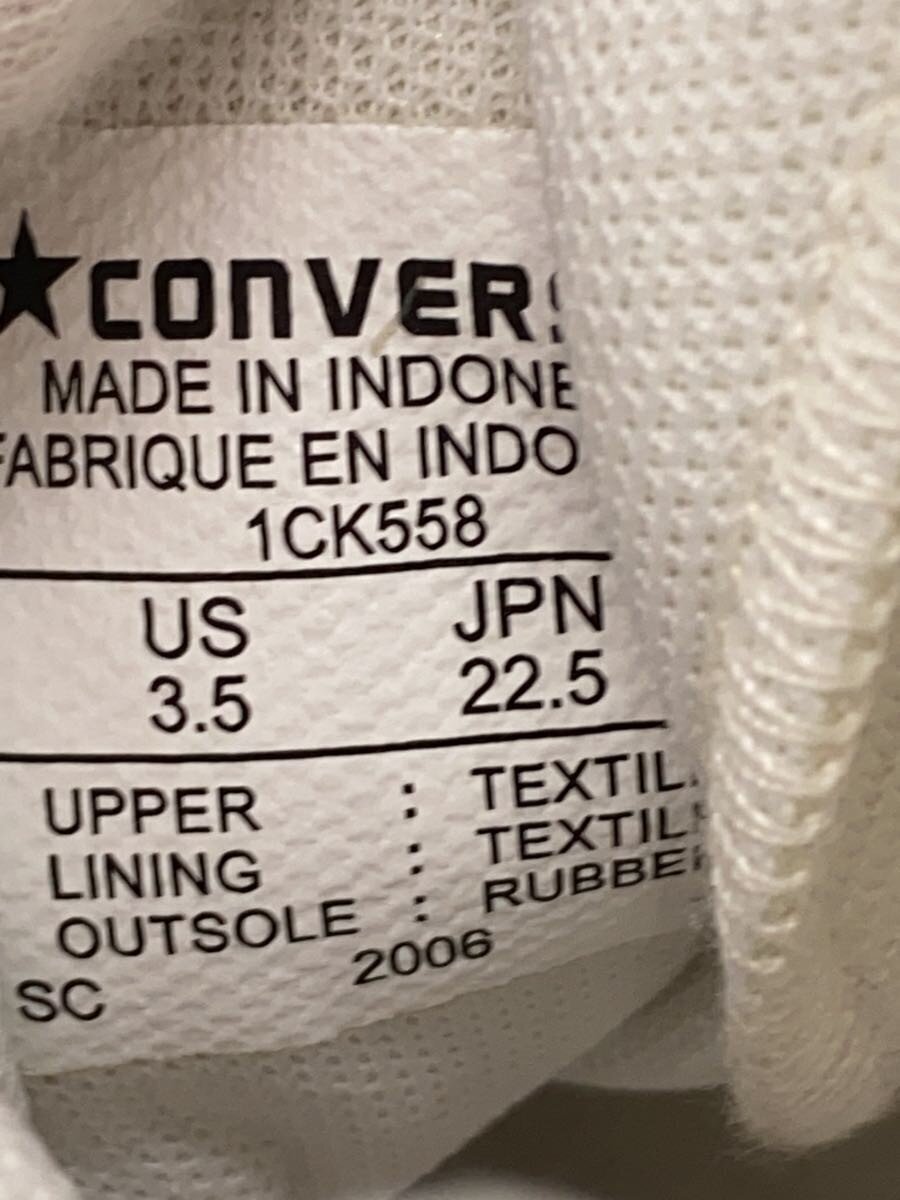 ★CONVERS
MADE IN INDONE
FABRIQUE EN INDO
1CK558
US JPN
3.5 22.5
UPPER : TEXTIL
LINING : TEXTIL
OUTSOLE : RUBBE
SC 2006